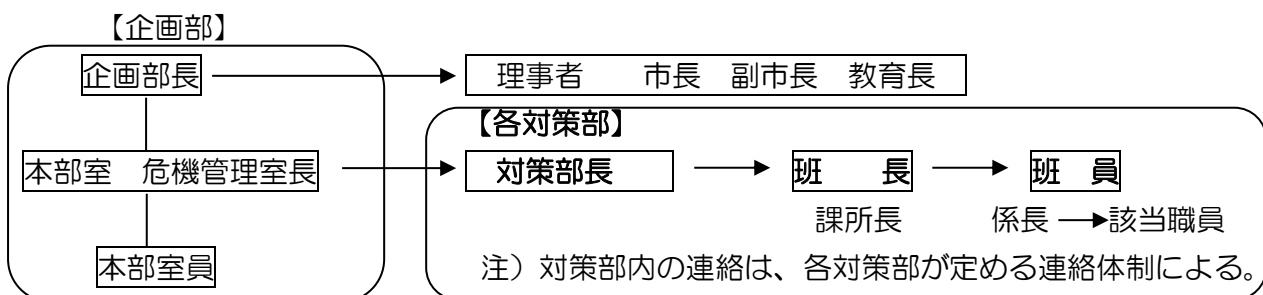 【企画部】
企画部長
理事者　市長　副市長　教育長
【各対策部】
本部室　危機管理室長
対策部長
班　長
班　員
課所長
係長
該当職員
本部室員
注）対策部内の連絡は、各対策部が定める連絡体制による。